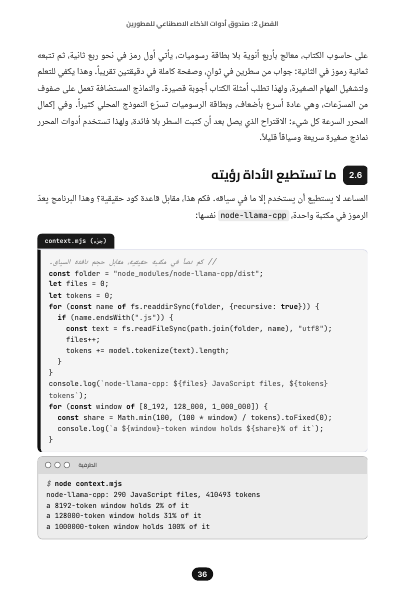 الفصل 2: صندوق أدوات الذكاء الاصطناعي للمطورين
على حاسوب الكتاب، معالج بأربع أنوية بلا بطاقة رسوميات، يأتي أول رمز في نحو ربع ثانية، ثم تتبعه
ثمانية رموز في الثانية: جواب من سطرين في ثوانٍ، وصفحة كاملة في دقيقتين تقريباً. وهذا يكفي للتعلم
ولتشغيل المهام الصغيرة، ولهذا تطلب أمثلة الكتاب أجوبة قصيرة. والنماذج المستضافة تعمل على صفوف
من المسرّعات، وهي عادة أسرع بأضعاف، وبطاقة الرسوميات تسرّع النموذج المحلي كثيراً. وفي إكمال
المحرر السرعة كل شيء: الاقتراح الذي يصل بعد أن كتبت السطر بلا فائدة، ولهذا تستخدم أدوات المحرر
نماذج صغيرة سريعة وسياقاً قليلاً.
2.6 ما تستطيع الأداة رؤيته
المساعد لا يستطيع أن يستخدم إلا ما في سياقه. فكم هذا، مقابل قاعدة كود حقيقية؟ وهذا البرنامج يعدّ
الرموز في مكتبة واحدة، node-llama-cpp نفسها:
context.mjs (جزء)
// كم نصاً في مكتبة حقيقية، مقابل حجم نافذة السياق.
const folder = "node_modules/node-llama-cpp/dist";
let files = 0;
let tokens = 0;
for (const name of fs.readdirSync(folder, {recursive: true})) {
if (name.endsWith(".js")) {
const text = fs.readFileSync(path.join(folder, name), "utf8");
files++;
tokens += model.tokenize(text).length;
}
}
console.log(`node-llama-cpp: ${files} JavaScript files, ${tokens}
tokens`);
for (const window of [8_192, 128_000, 1_000_000]) {
const share = Math.min(100, (100 * window) / tokens).toFixed(0);
console.log(`a ${window}-token window holds ${share}% of it`);
}
الطرفية
$ node context.mjs
node-llama-cpp: 290 JavaScript files, 410493 tokens
a 8192-token window holds 2% of it
a 128000-token window holds 31% of it
a 1000000-token window holds 100% of it
36